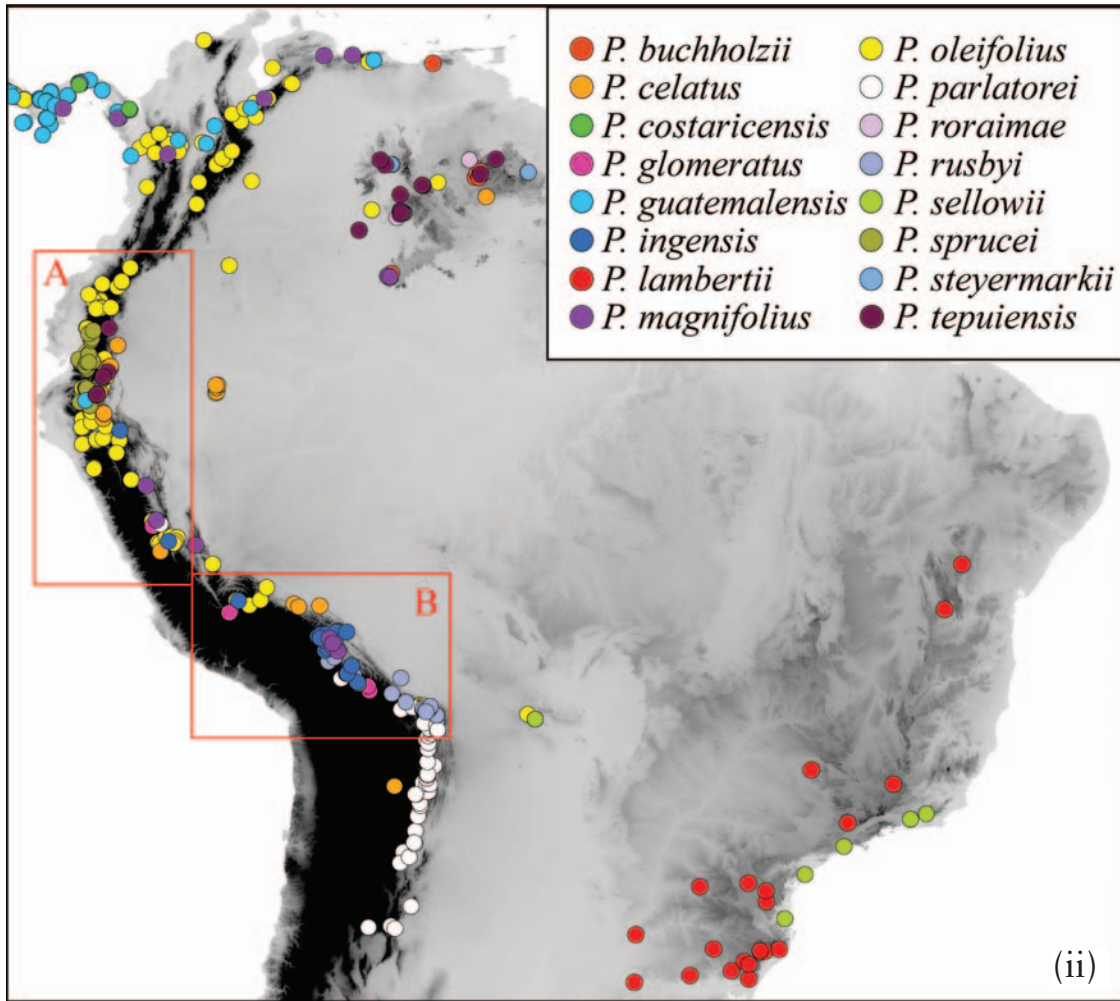 P. buchholzii
P. celatus
P. costaricensis
P. glomeratus
P. guatemalensis
P. ingensis
P. lambertii
P. magnifolius
P. oleifolius
P. parlatorei
P. roraimae
P. rusbyi
P. sellowii
P. sprucei
P. steyermarkii
P. tepuiensis
A
B
(ii)